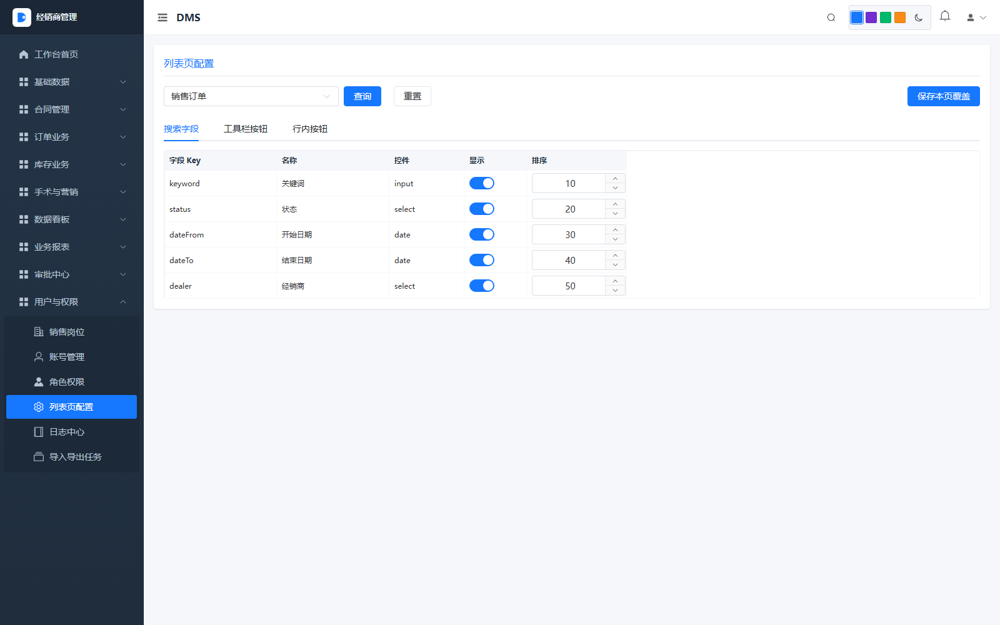 经销商管理
DMS
工作台首页
基础数据
合同管理
订单业务
库存业务
手术与营销
数据看板
业务报表
审批中心
用户与权限
销售岗位
账号管理
角色权限
列表页配置
日志中心
导入导出任务
列表页配置
销售订单 查询 重置 保存本页覆盖
搜索字段 工具栏按钮 行内按钮
字段 Key 名称 控件 显示 排序
keyword 关键词 input 10
status 状态 select 20
dateFrom 开始日期 date 30
dateTo 结束日期 date 40
dealer 经销商 select 50